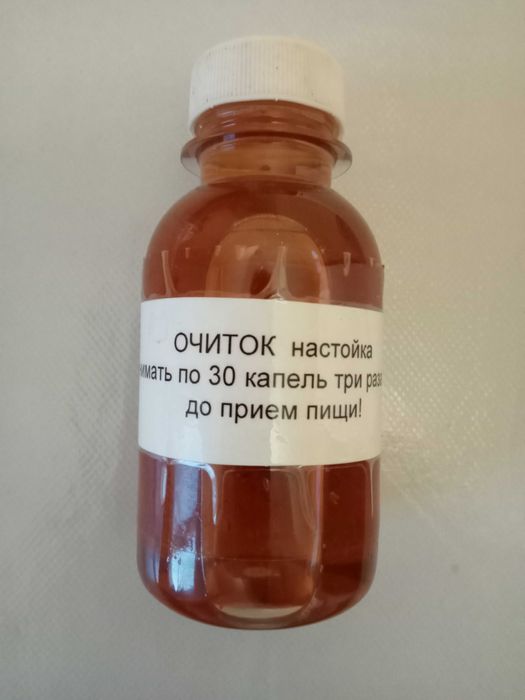 ОЧИТОК настойка
по 30 капель три
до прием пищи!